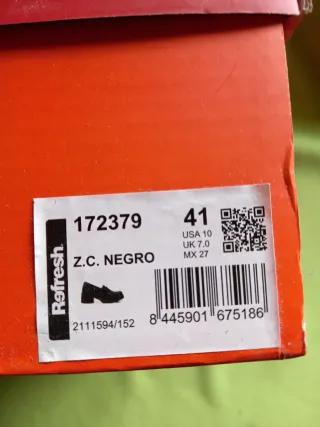 Refresh.
172379
41
USA 10
UK 7.0
MX 27
Z.C. NEGRO
2111594/152
8 445901 675186